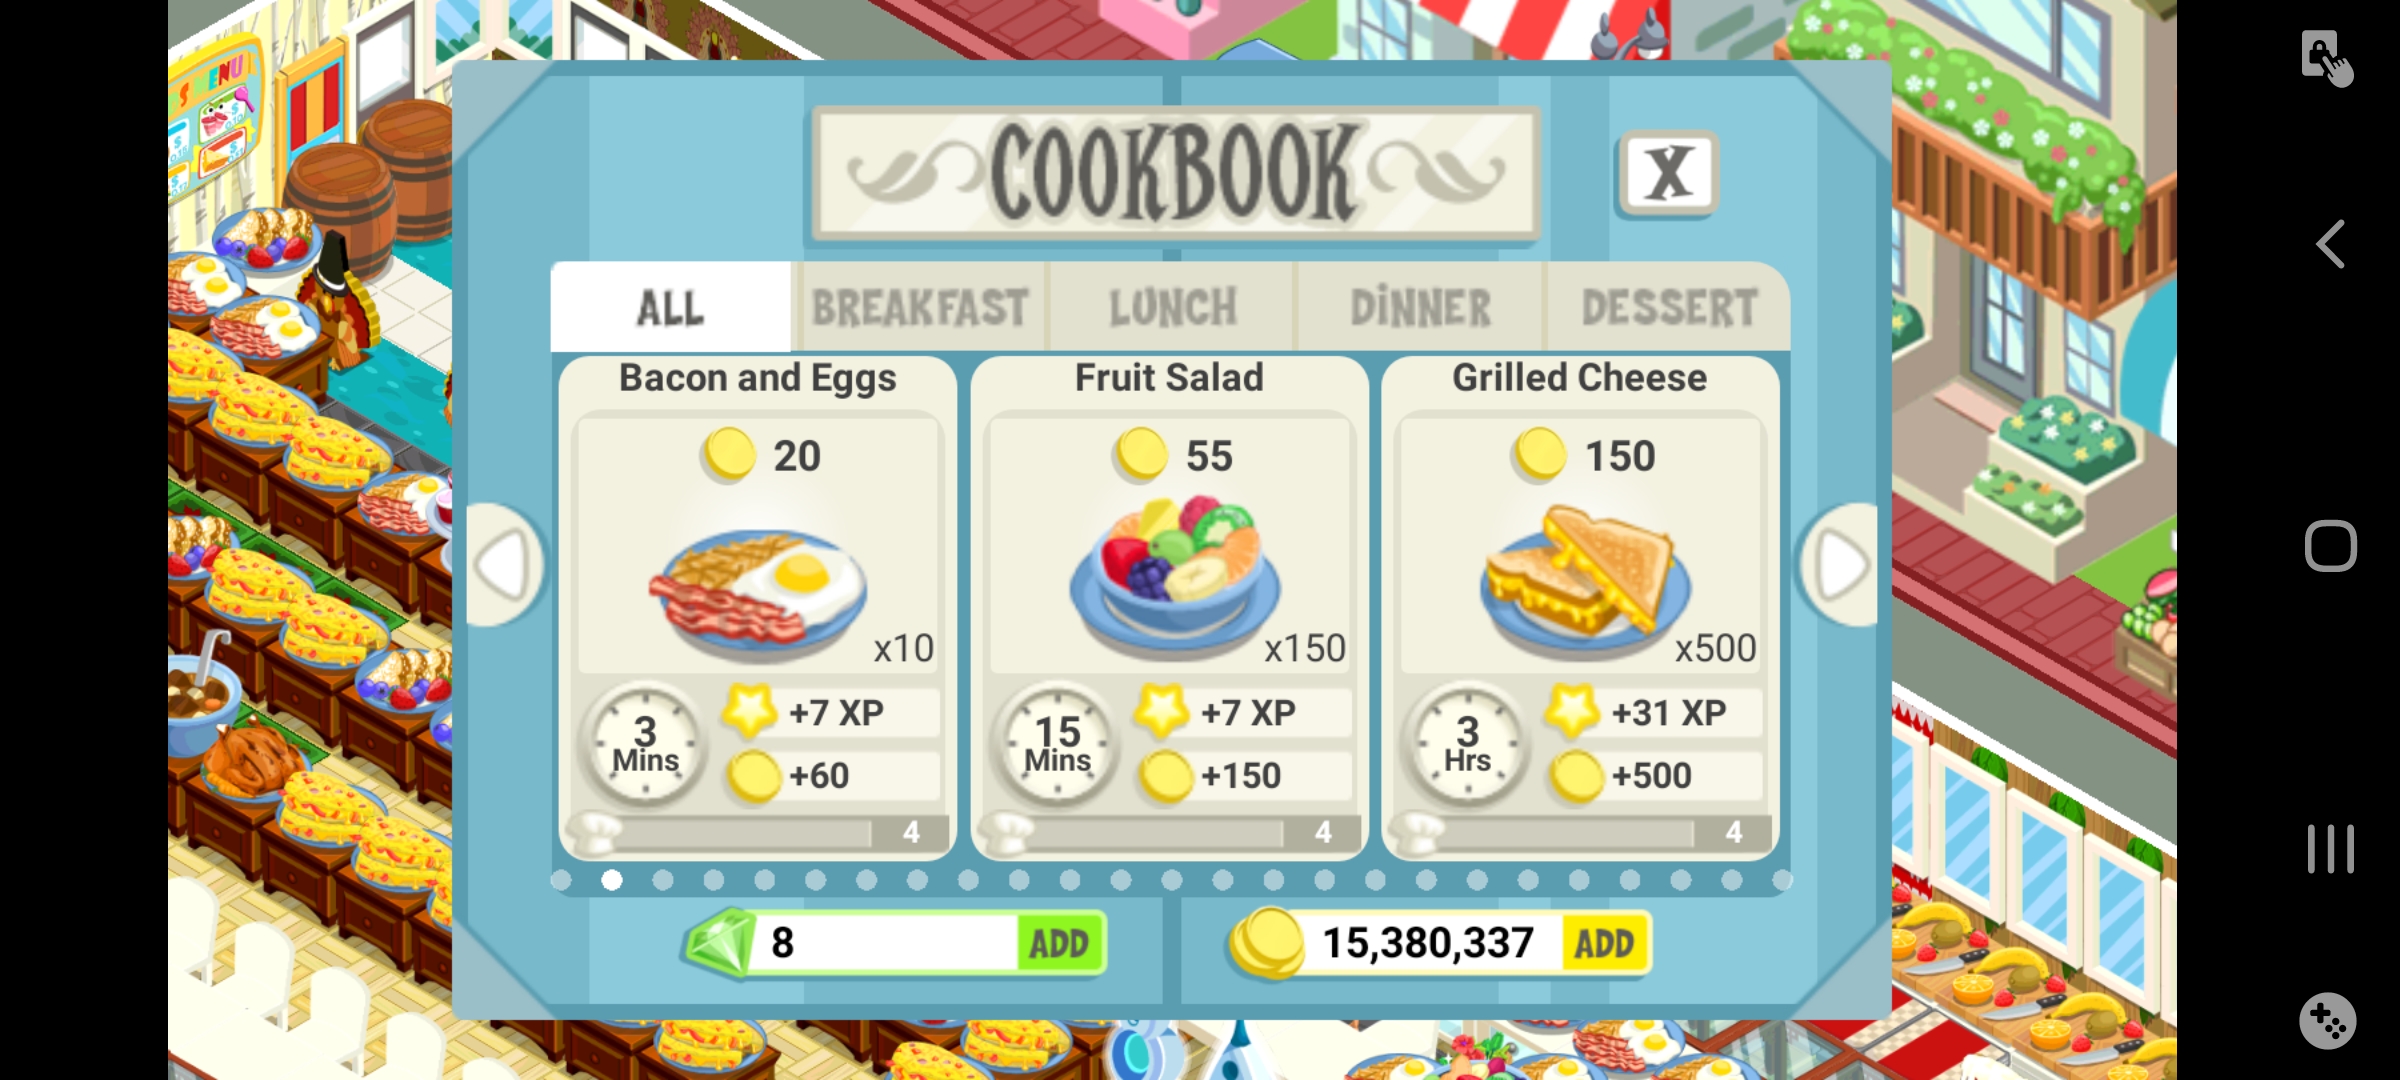 S MENU
COOKBOOK
X
ALL BREAKFAST LUNCH DINNER DESSERT
Bacon and Eggs
20
x10
3 Mins
+7 XP
+60
4
Fruit Salad
55
x150
15 Mins
+7 XP
+150
4
Grilled Cheese
150
x500
3 Hrs
+31 XP
+500
4
8 ADD
15,380,337 ADD